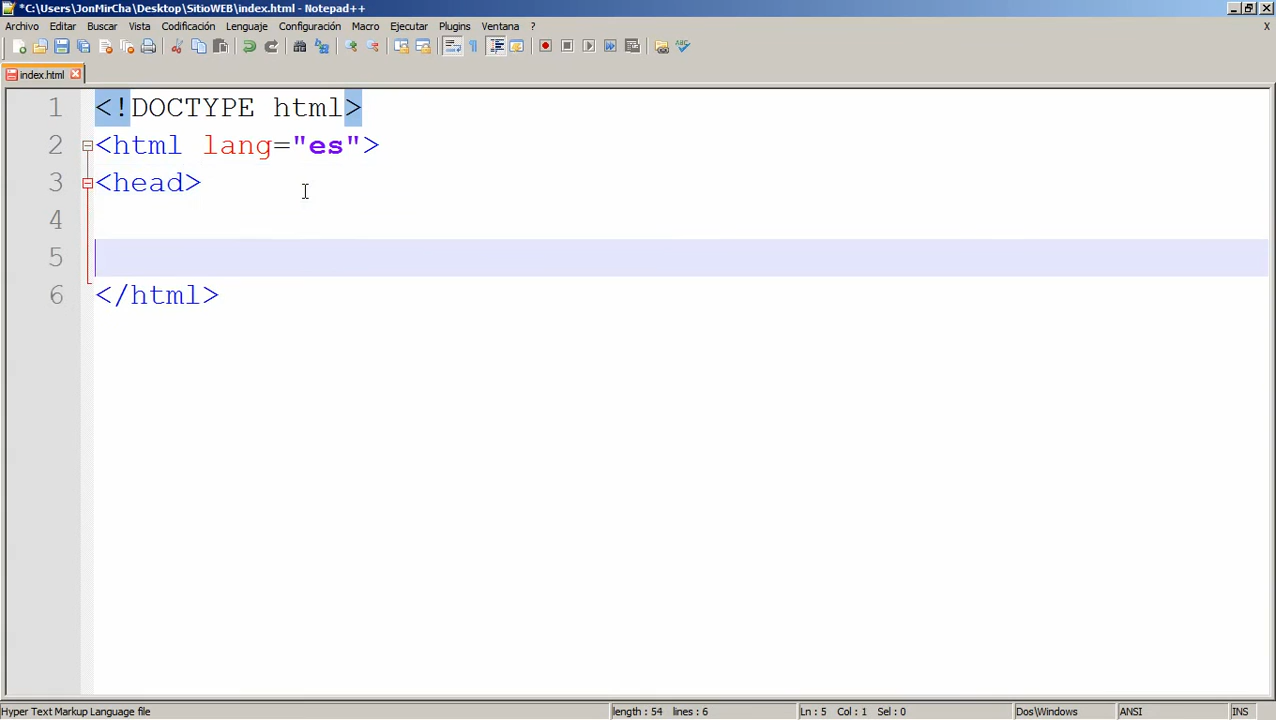 *C:\Users\JonMirCha\Desktop\SitioWEB\index.html - Notepad++
Archivo Editar Buscar Vista Codificación Lenguaje Configuración Macro Ejecutar Plugins Ventana ? X
index.html
1 <!DOCTYPE html>
2 <html lang="es">
3 <head>
4
5
6 </html>
Hyper Text Markup Language file length : 54 lines : 6 Ln : 5 Col : 1 Sel : 0 Dos\Windows ANSI INS